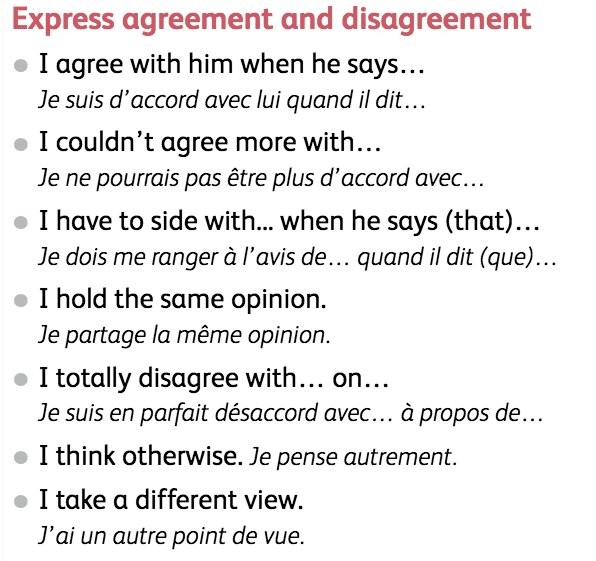 Express agreement and disagreement
I agree with him when he says…
Je suis d’accord avec lui quand il dit…
I couldn’t agree more with…
Je ne pourrais pas être plus d’accord avec…
I have to side with... when he says (that)…
Je dois me ranger à l’avis de… quand il dit (que)…
I hold the same opinion.
Je partage la même opinion.
I totally disagree with… on…
Je suis en parfait désaccord avec… à propos de…
I think otherwise. Je pense autrement.
I take a different view.
J’ai un autre point de vue.